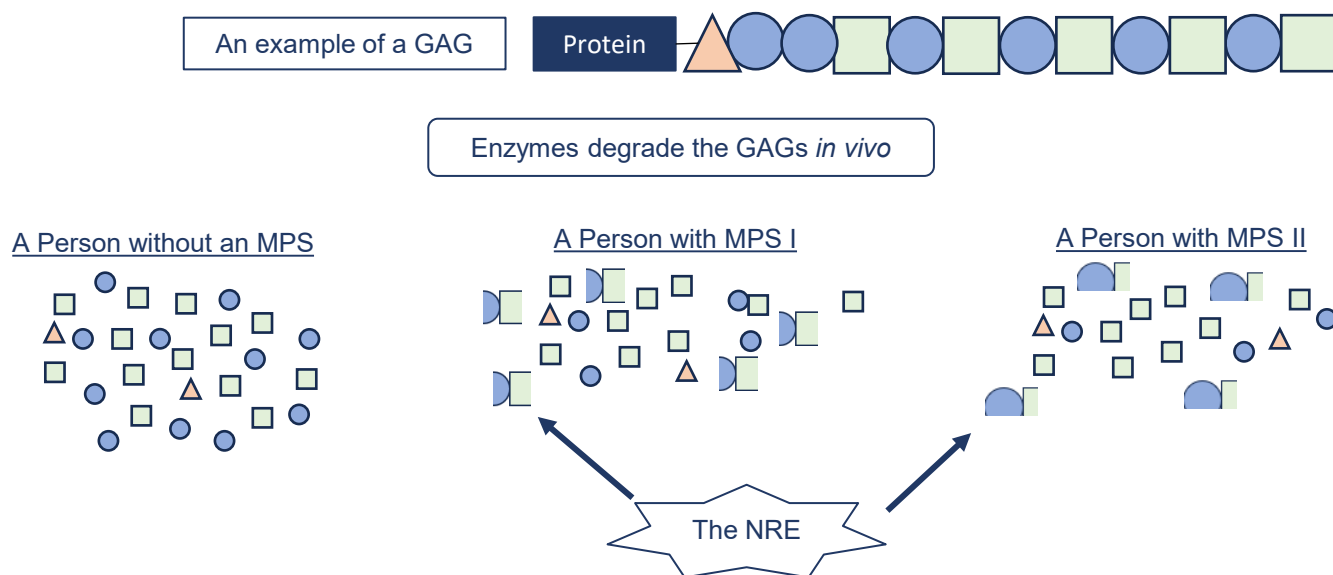 An example of a GAG
Protein
Enzymes degrade the GAGs in vivo
A Person without an MPS
A Person with MPS I
A Person with MPS II
The NRE